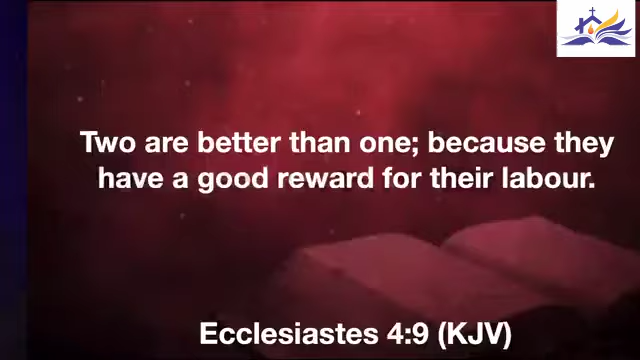 Two are better than one; because they
have a good reward for their labour.
Ecclesiastes 4:9 (KJV)